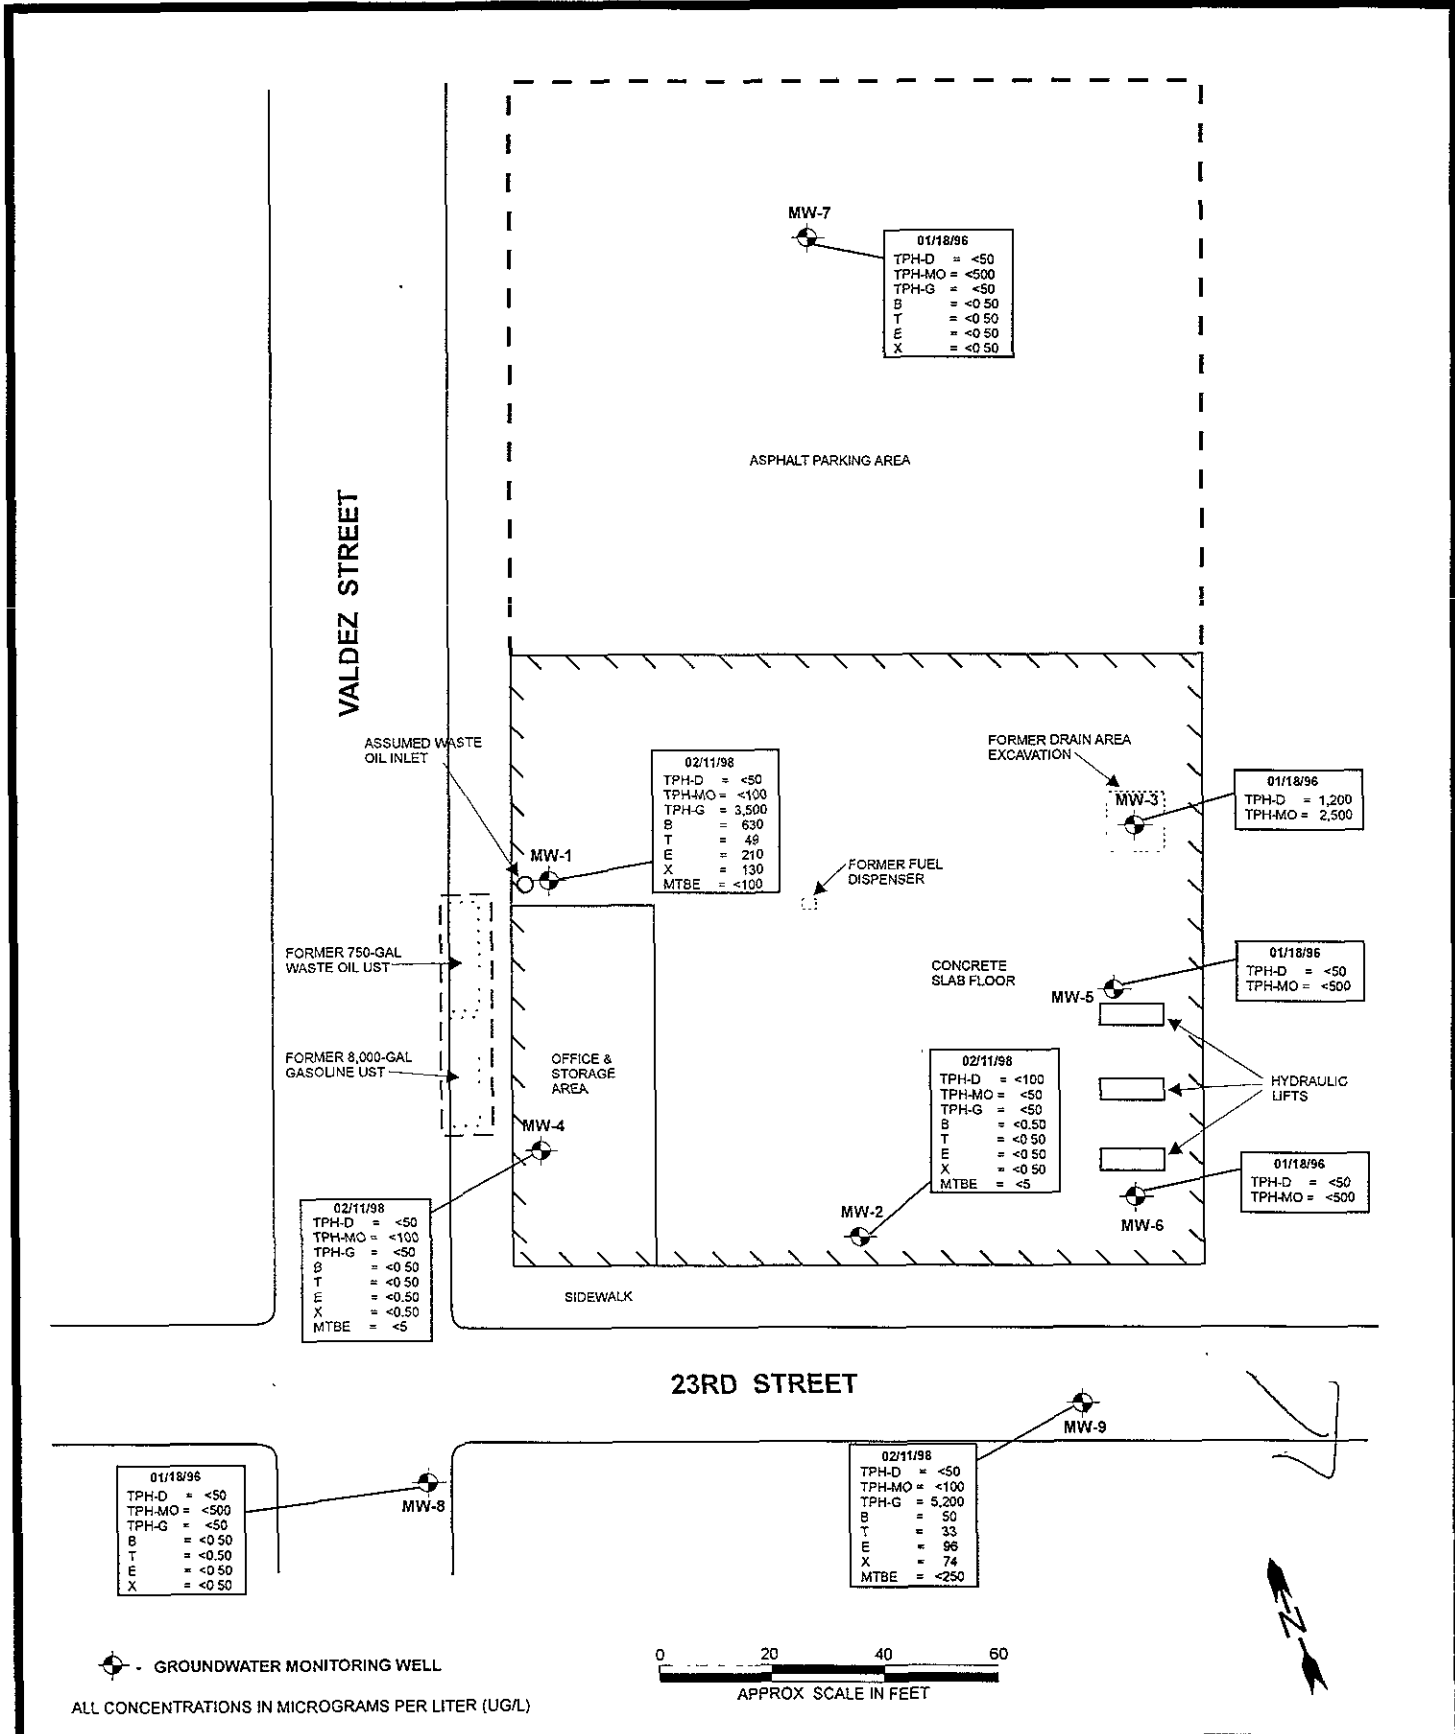 MW-7
01/18/96
TPH-D = <50
TPH-MO = <500
TPH-G = <50
B = <0 50
T = <0 50
E = <0 50
X = <0 50
ASPHALT PARKING AREA
VALDEZ STREET
ASSUMED WASTE
OIL INLET
02/11/98
TPH-D = <50
TPH-MO = <100
TPH-G = 3,500
B = 630
T = 49
E = 210
X = 130
MTBE = <100
MW-1
FORMER DRAIN AREA
EXCAVATION
MW-3
01/18/96
TPH-D = 1,200
TPH-MO = 2,500
FORMER FUEL
DISPENSER
FORMER 750-GAL
WASTE OIL UST
CONCRETE
SLAB FLOOR
MW-5
01/18/96
TPH-D = <50
TPH-MO = <500
FORMER 8,000-GAL
GASOLINE UST
OFFICE &
STORAGE
AREA
02/11/98
TPH-D = <100
TPH-MO = <50
TPH-G = <50
B = <0.50
T = <0 50
E = <0 50
X = <0 50
MTBE = <5
HYDRAULIC
LIFTS
MW-4
01/18/96
TPH-D = <50
TPH-MO = <500
MW-2
MW-6
02/11/98
TPH-D = <50
TPH-MO = <100
TPH-G = <50
B = <0 50
T = <0 50
E = <0.50
X = <0.50
MTBE = <5
SIDEWALK
23RD STREET
MW-9
02/11/98
TPH-D = <50
TPH-MO = <100
TPH-G = 5,200
B = 50
T = 33
E = 96
X = 74
MTBE = <250
01/18/96
TPH-D = <50
TPH-MO = <500
TPH-G = <50
B = <0 50
T = <0.50
E = <0 50
X = <0 50
MW-8
N
- GROUNDWATER MONITORING WELL
ALL CONCENTRATIONS IN MICROGRAMS PER LITER (UG/L)
0 20 40 60
APPROX SCALE IN FEET